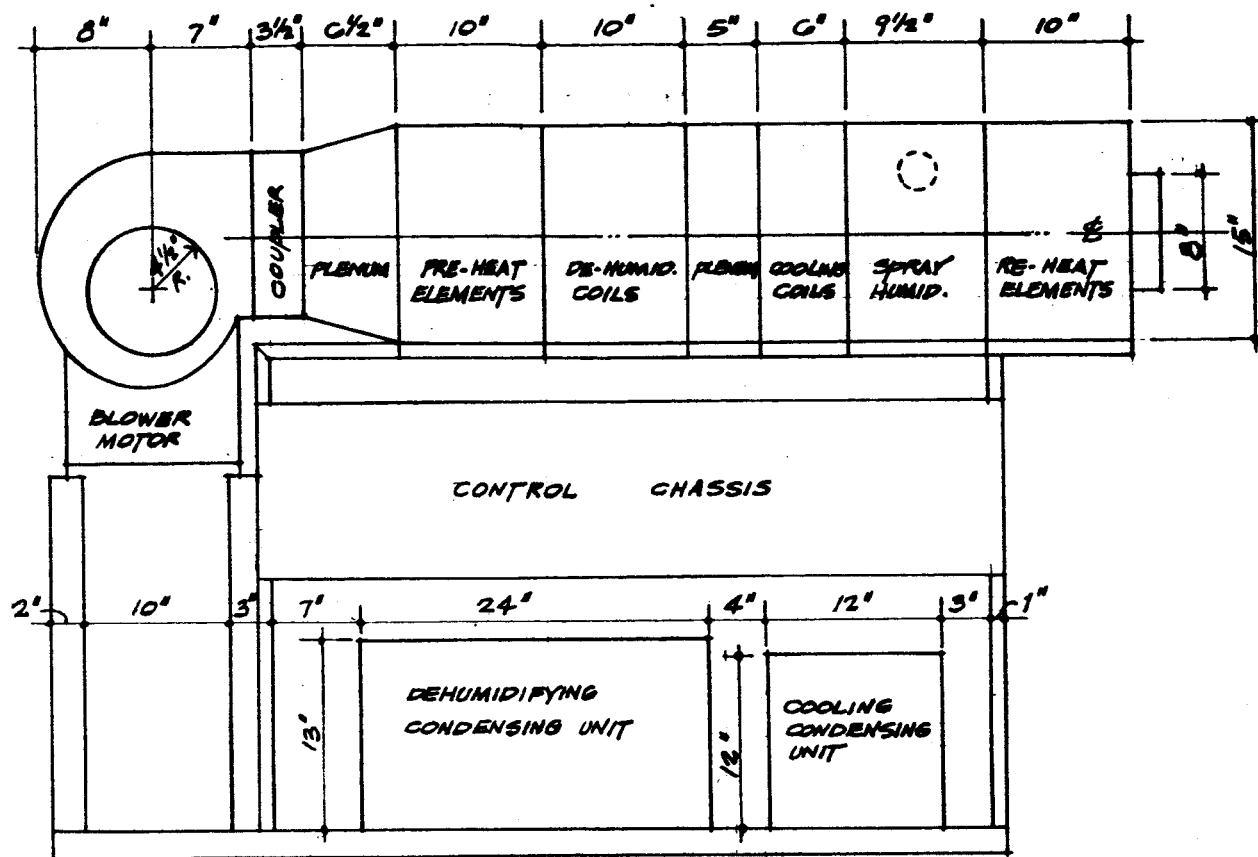 8" 7" 3½" 6½" 10" 10" 5" 6" 9½" 10"
COUPLER
4½"
R.
PLENUM
PRE-HEAT
ELEMENTS
DE-HUMID.
COILS
PLENUM
COOLING
COILS
SPRAY
HUMID.
RE-HEAT
ELEMENTS
8"
15"
BLOWER
MOTOR
CONTROL CHASSIS
2" 10" 3" 7" 24" 4" 12" 3" 1"
13"
DEHUMIDIFYING
CONDENSING UNIT
12"
COOLING
CONDENSING
UNIT